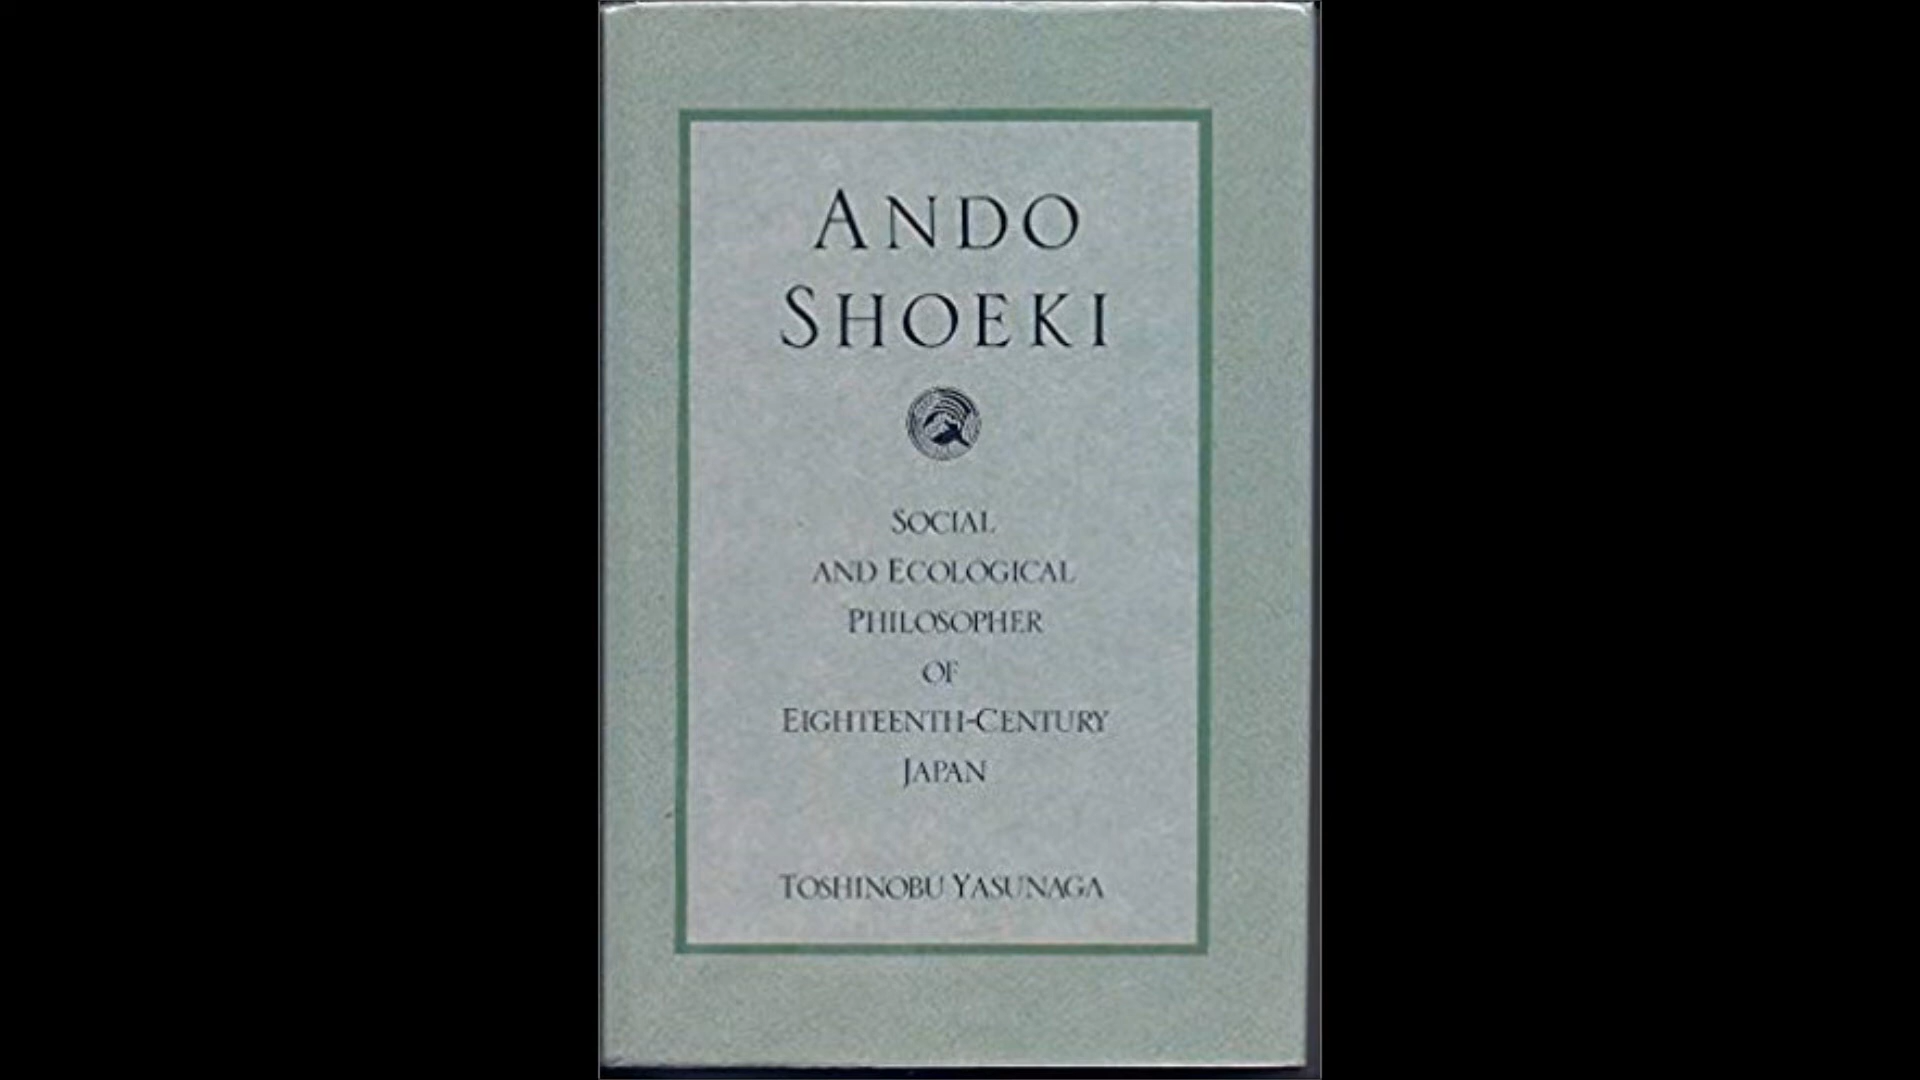 ANDO
SHOEKI
SOCIAL
AND ECOLOGICAL
PHILOSOPHER
OF
EIGHTEENTH-CENTURY
JAPAN
TOSHINOBU YASUNAGA